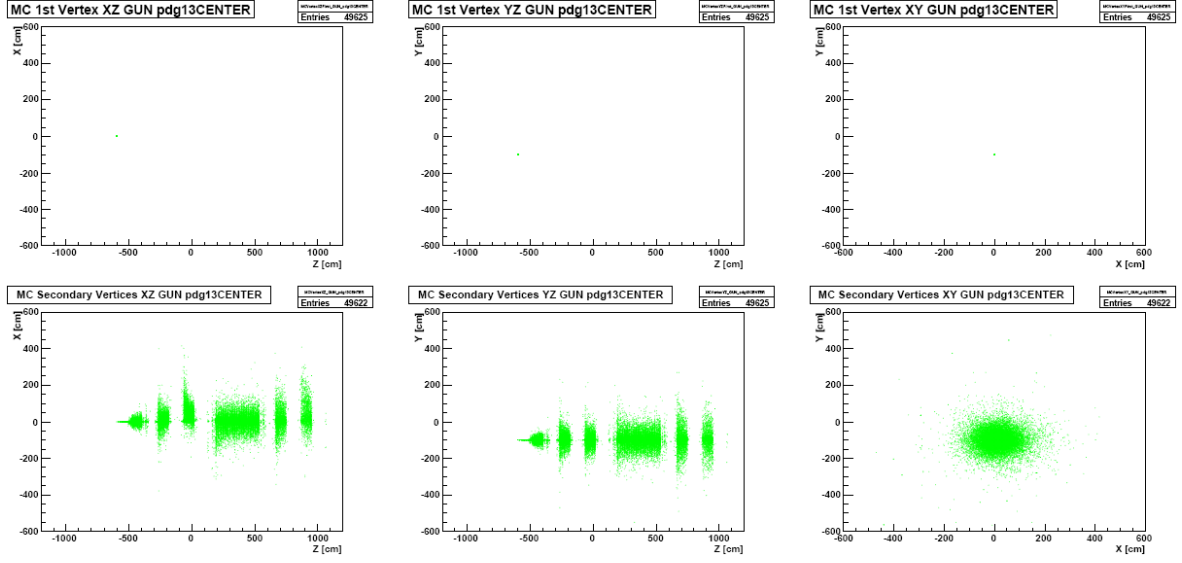 MC 1st Vertex XZ GUN pdg13CENTER
Entries 49625
X [cm]
600
400
200
0
-200
-400
-600
-1000 -500 0 500 1000
Z [cm]
MC 1st Vertex YZ GUN pdg13CENTER
Entries 49625
Y [cm]
600
400
200
0
-200
-400
-600
-1000 -500 0 500 1000
Z [cm]
MC 1st Vertex XY GUN pdg13CENTER
Entries 49625
Y [cm]
600
400
200
0
-200
-400
-600
-600 -400 -200 0 200 400 600
X [cm]
MC Secondary Vertices XZ GUN pdg13CENTER
Entries 49622
X [cm]
600
400
200
0
-200
-400
-600
-1000 -500 0 500 1000
Z [cm]
MC Secondary Vertices YZ GUN pdg13CENTER
Entries 49625
Y [cm]
600
400
200
0
-200
-400
-600
-1000 -500 0 500 1000
Z [cm]
MC Secondary Vertices XY GUN pdg13CENTER
Entries 49622
Y [cm]
600
400
200
0
-200
-400
-600
-600 -400 -200 0 200 400 600
X [cm]